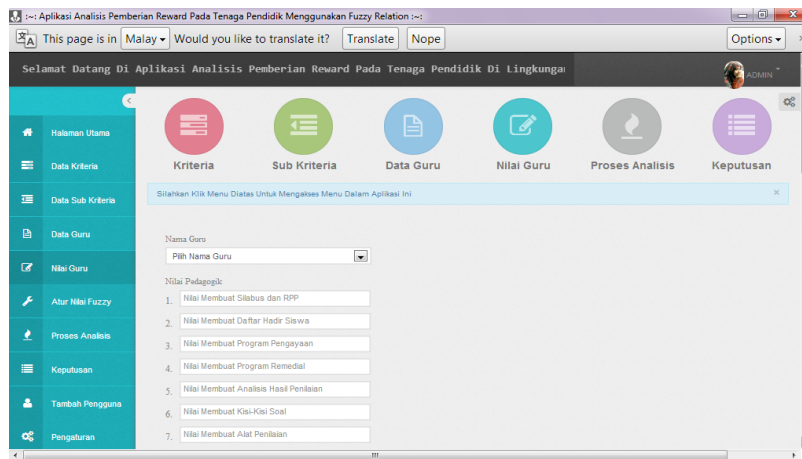 :~: Aplikasi Analisis Pemberian Reward Pada Tenaga Pendidik Menggunakan Fuzzy Relation :~:
This page is in Malay Would you like to translate it? Translate Nope Options
Selamat Datang Di Aplikasi Analisis Pemberian Reward Pada Tenaga Pendidik Di Lingkungan
ADMIN
Halaman Utama
Data Kriteria
Data Sub Kriteria
Data Guru
Nilai Guru
Atur Nilai Fuzzy
Proses Analisis
Keputusan
Tambah Pengguna
Pengaturan
Kriteria Sub Kriteria Data Guru Nilai Guru Proses Analisis Keputusan
Silahkan Klik Menu Diatas Untuk Mengakses Menu Dalam Aplikasi Ini ×
Nama Guru
Pilih Nama Guru
Nilai Pedagogik
1. Nilai Membuat Silabus dan RPP
2. Nilai Membuat Daftar Hadir Siswa
3. Nilai Membuat Program Pengayaan
4. Nilai Membuat Program Remedial
5. Nilai Membuat Analisis Hasil Penilaian
6. Nilai Membuat Kisi-Kisi Soal
7. Nilai Membuat Alat Penilaian